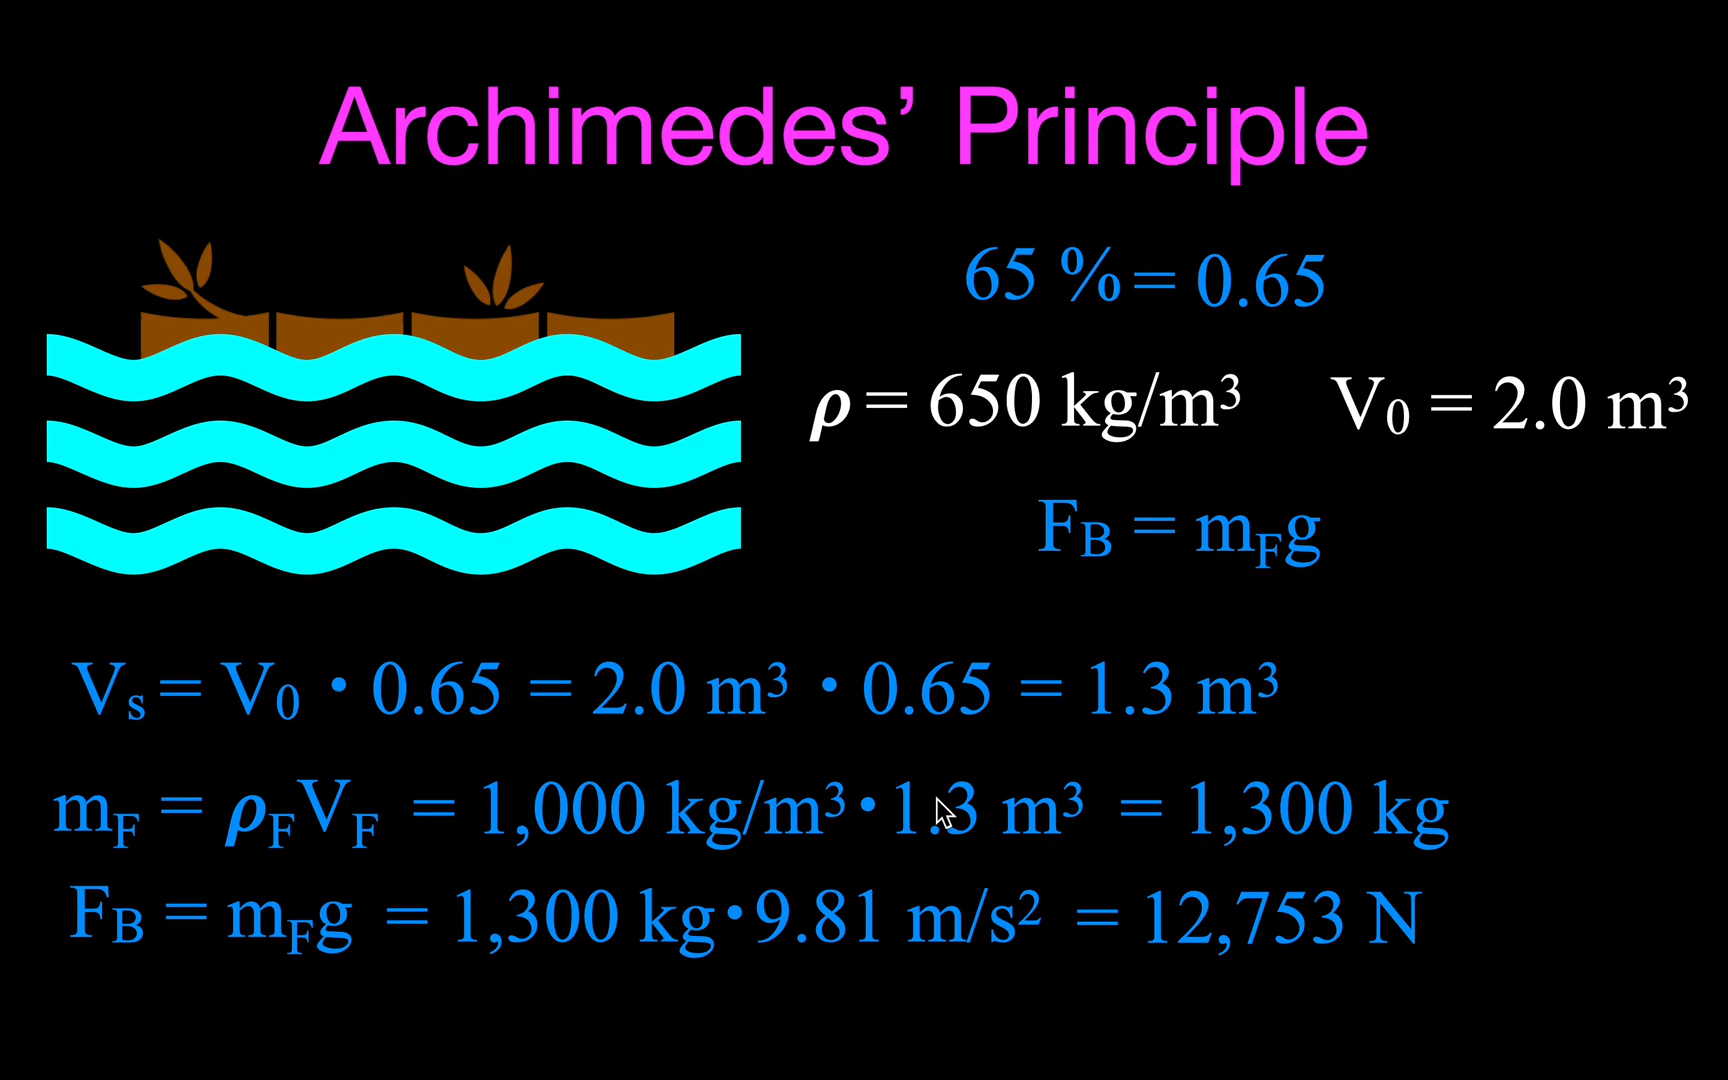 Archimedes’ Principle
65 % = 0.65
ρ = 650 kg/m³ V₀ = 2.0 m³
F_B = m_Fg
Vₛ = V₀ · 0.65 = 2.0 m³ · 0.65 = 1.3 m³
m_F = ρ_FV_F = 1,000 kg/m³ · 1.3 m³ = 1,300 kg
F_B = m_Fg = 1,300 kg · 9.81 m/s² = 12,753 N